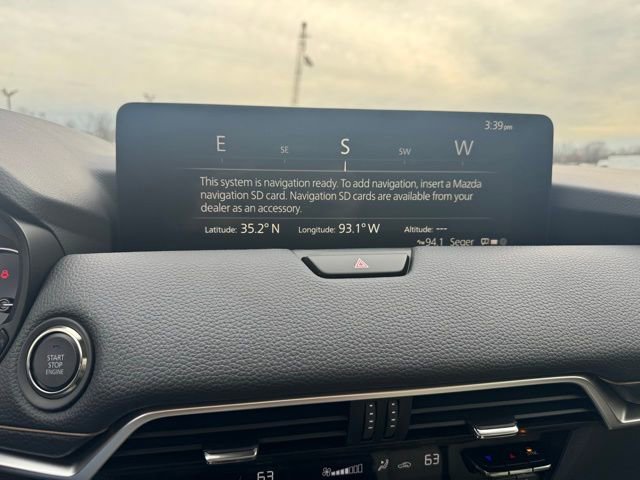 3:39pm
E SE S SW W
This system is navigation ready. To add navigation, insert a Mazda
navigation SD card. Navigation SD cards are available from your
dealer as an accessory.
Latitude: 35.2° N Longitude: 93.1° W Altitude: ---
94.1 Seger
START
STOP
ENGINE
63 63